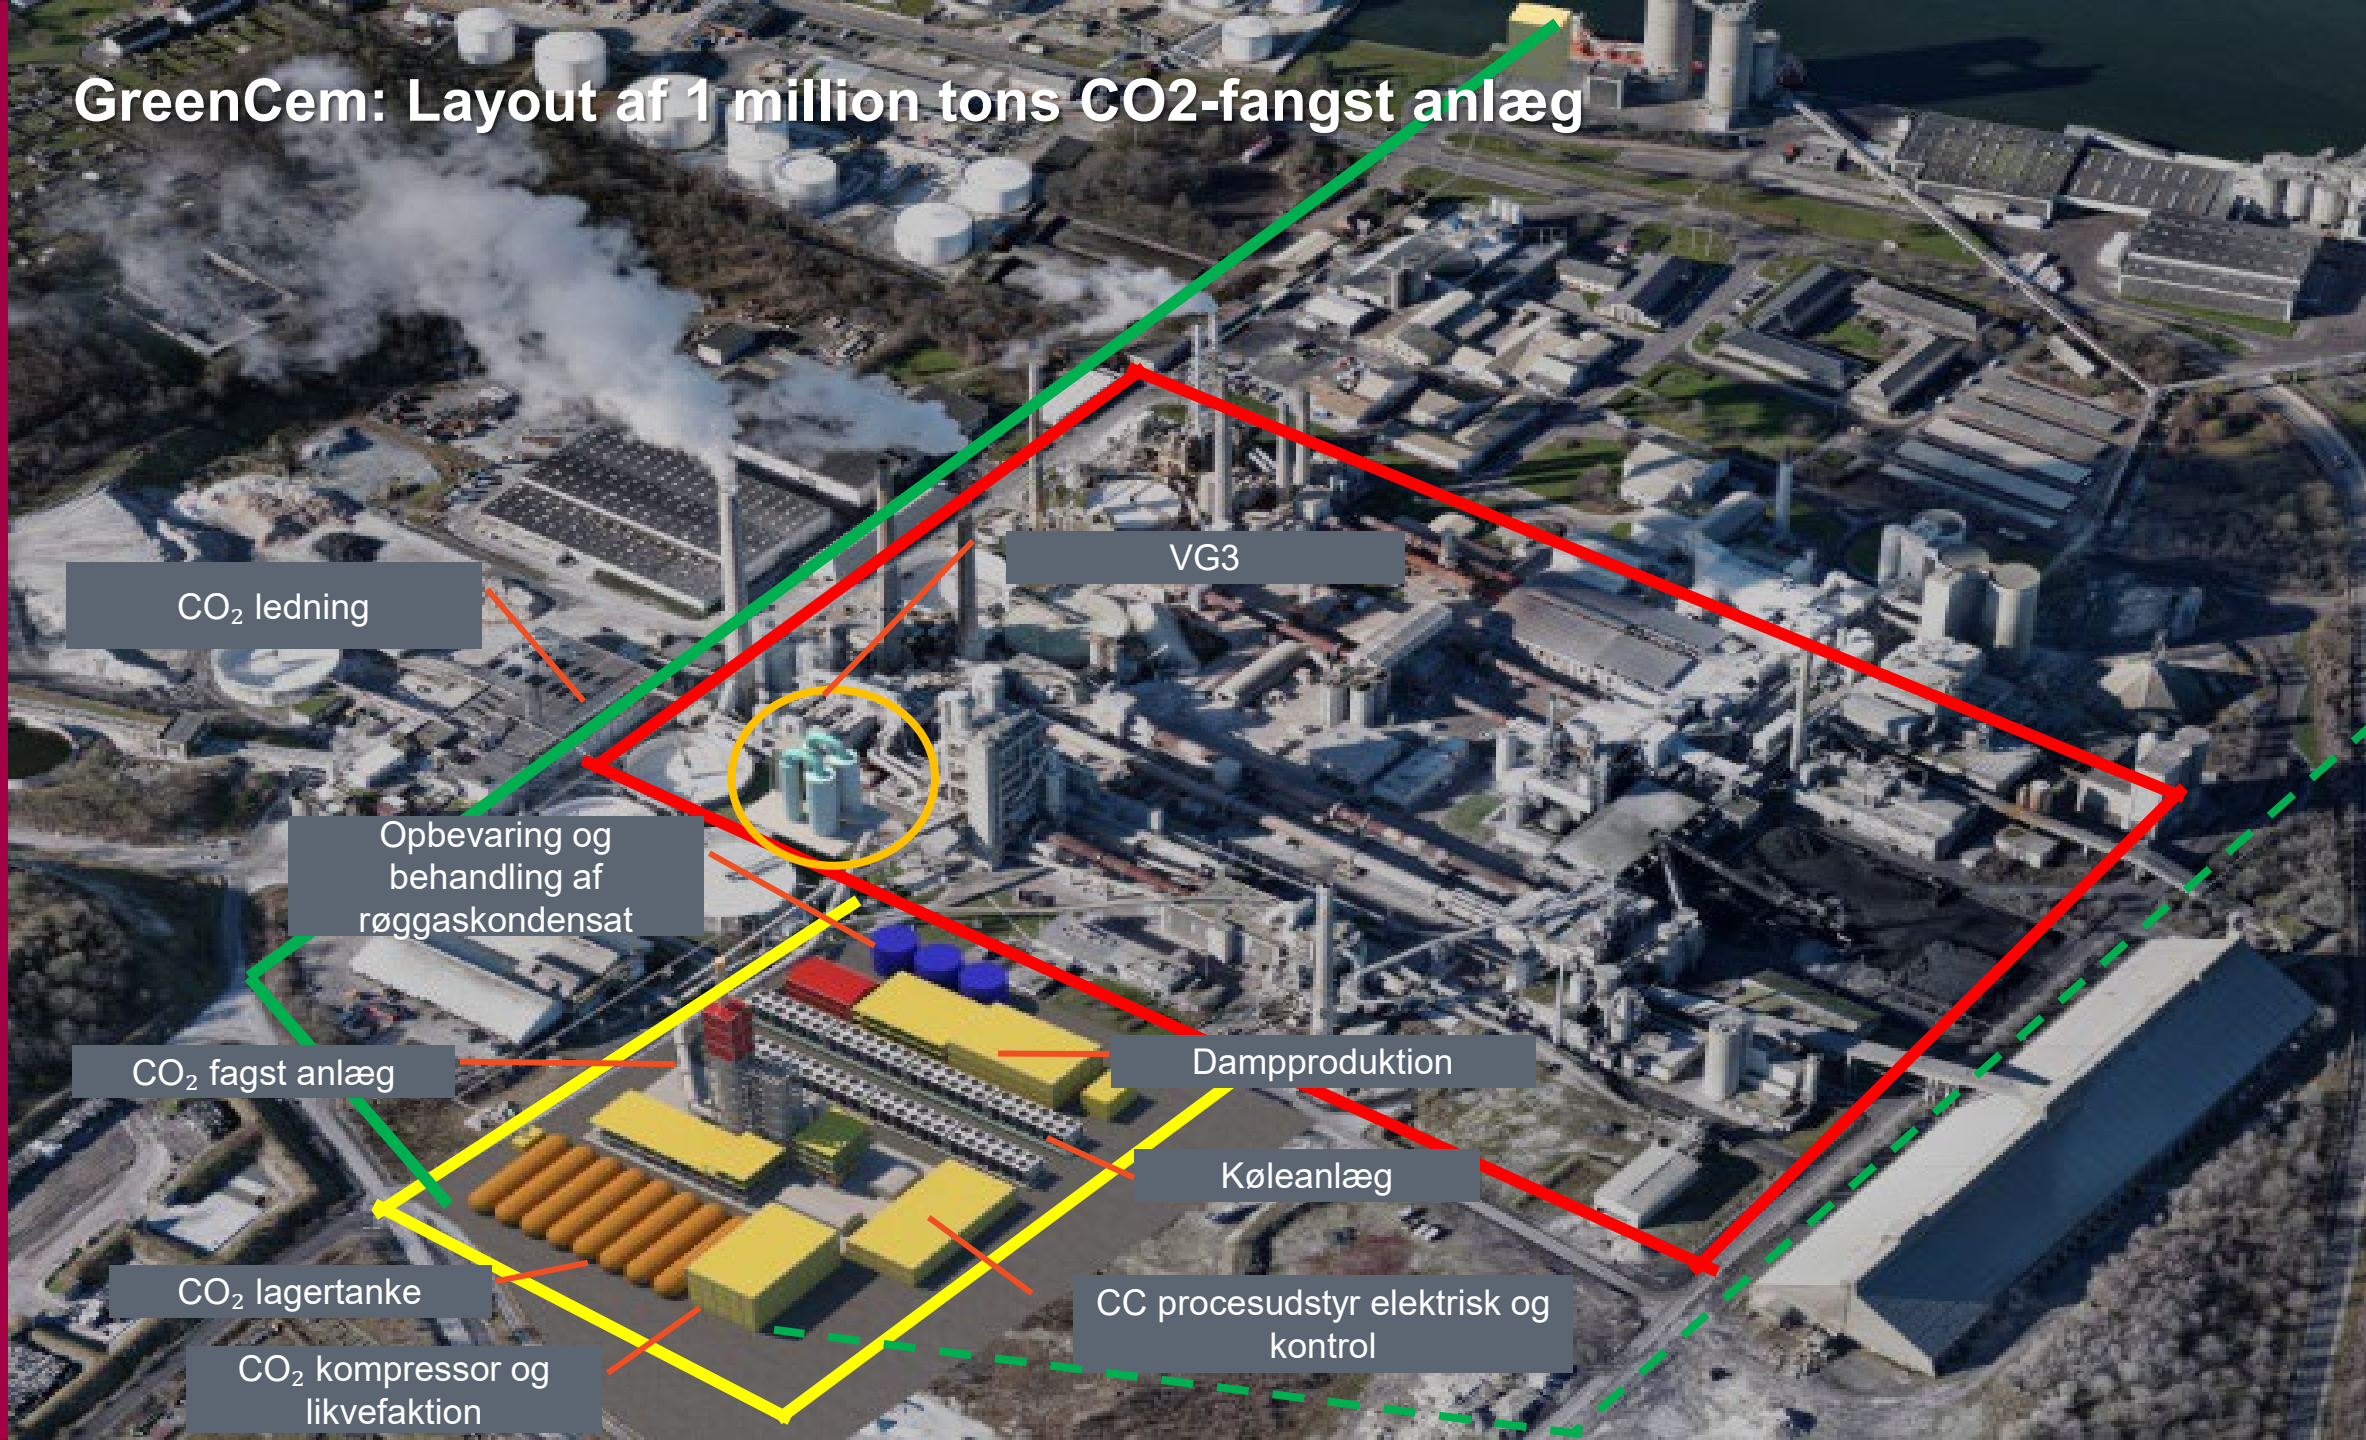 GreenCem: Layout af 1 million tons CO2-fangst anlæg
VG3
CO₂ ledning
Opbevaring og
behandling af
røggaskondensat
CO₂ fagst anlæg
Dampproduktion
Køleanlæg
CO₂ lagertanke
CC procesudstyr elektrisk og
kontrol
CO₂ kompressor og
likvefaktion